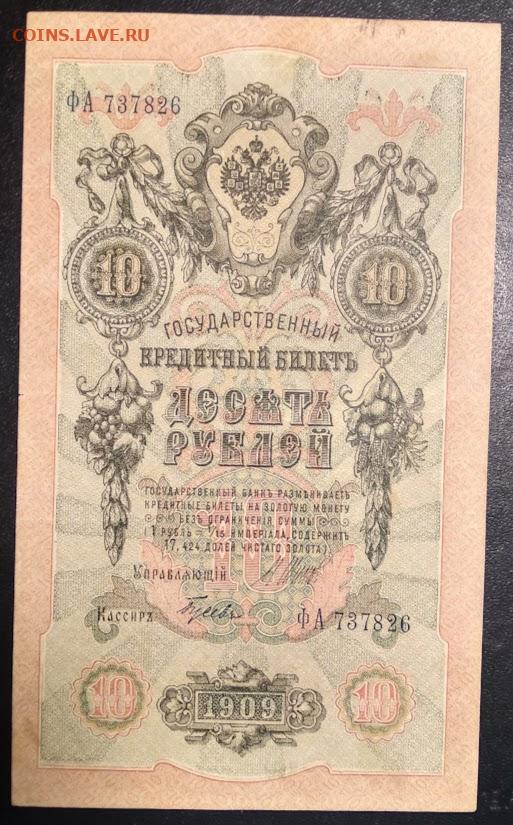 COINS.LAVE.RU
ФА 737826
10 10
ГОСУДАРСТВЕННЫЙ
КРЕДИТНЫЙ БИЛЕТЪ
ДЕСЯТЬ
РУБЛЕЙ
ГОСУДАРСТВЕННЫЙ БАНКЪ РАЗМѢНИВАЕТЪ
КРЕДИТНЫЕ БИЛЕТЫ НА ЗОЛОТУЮ МОНЕТУ
БЕЗЪ ОГРАНИЧЕНІЯ СУММЫ
(1 РУБЛЬ = 1/15 ИМПЕРІАЛА, СОДЕРЖИТЪ
17,424 ДОЛЕЙ ЧИСТАГО ЗОЛОТА)
10
УПРАВЛЯЮЩІЙ
Кассиръ
ФА 737826
10 1909 10